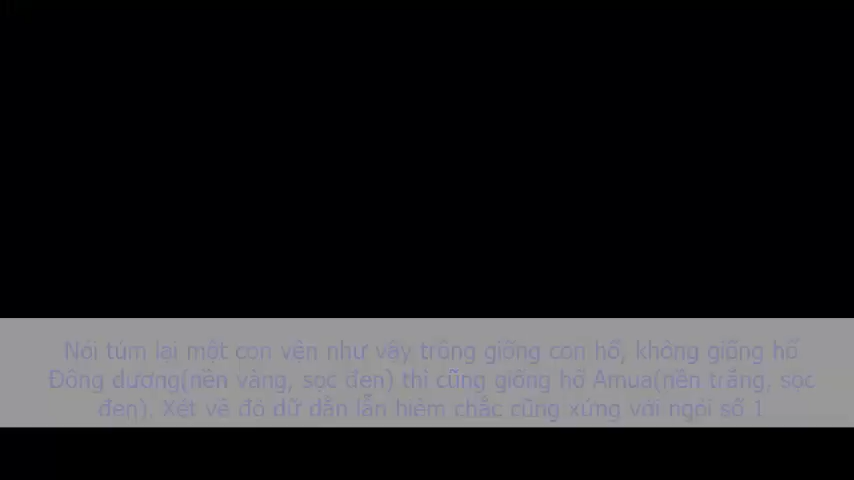 Nói túm lại một con vện như vậy trông giống con hổ, không giống hổ
Đông dương(nền vàng, sọc đen) thì cũng giống hổ Amua(nền trắng, sọc
đen). Xét về độ dữ dằn lẫn hiếm chắc cũng xứng với ngôi số 1